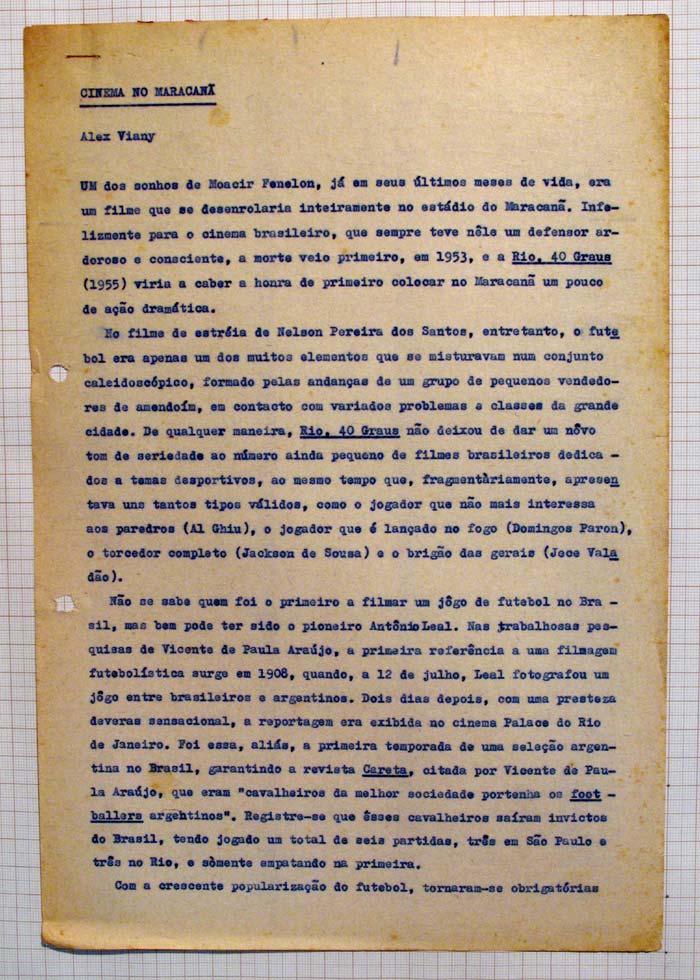 CINEMA NO MARACANÃ
Alex Viany
UM dos sonhos de Moacir Fenelon, já em seus últimos meses de vida, era
um filme que se desenrolaria inteiramente no estádio do Maracanã. Infe-
lizmente para o cinema brasileiro, que sempre teve nêle um defensor ar-
doroso e consciente, a morte veio primeiro, em 1953, e a Rio, 40 Graus
(1955) viria a caber a honra de primeiro colocar no Maracanã um pouco
de ação dramática.
No filme de estréia de Nelson Pereira dos Santos, entretanto, o fute
bol era apenas um dos muitos elementos que se misturavam num conjunto
caleidoscópico, formado pelas andanças de um grupo de pequenos vendedo-
res de amendoím, em contacto com variados problemas e classes da grande
cidade. De qualquer maneira, Rio, 40 Graus não deixou de dar um nôvo
tom de seriedade ao número ainda pequeno de filmes brasileiros dedica -
dos a temas desportivos, ao mesmo tempo que, fragmentàriamente, apresen
tava uns tantos tipos válidos, como o jogador que não mais interessa
aos paredros (Al Ghiu), o jogador que é lançado no fogo (Domingos Paron),
o torcedor completo (Jackson de Sousa) e o brigão das gerais (Jece Vala
dão).
Não se sabe quem foi o primeiro a filmar um jôgo de futebol no Bra -
sil, mas bem pode ter sido o pioneiro Antônio Leal. Nas trabalhosas pes-
quisas de Vicente de Paula Araújo, a primeira referência a uma filmagem
futebolística surge em 1908, quando, a 12 de julho, Leal fotografou um
jôgo entre brasileiros e argentinos. Dois dias depois, com uma presteza
deveras sensacional, a reportagem era exibida no cinema Palace do Rio
de Janeiro. Foi essa, aliás, a primeira temporada de uma seleção argen-
tina no Brasil, garantindo a revista Careta, citada por Vicente de Pau-
la Araújo, que eram "cavalheiros da melhor sociedade portenha os foot -
ballers argentinos". Registre-se que êsses cavalheiros saíram invictos
do Brasil, tendo jogado um total de seis partidas, três em São Paulo e
três no Rio, e sòmente empatando na primeira.
Com a crescente popularização do futebol, tornaram-se obrigatórias